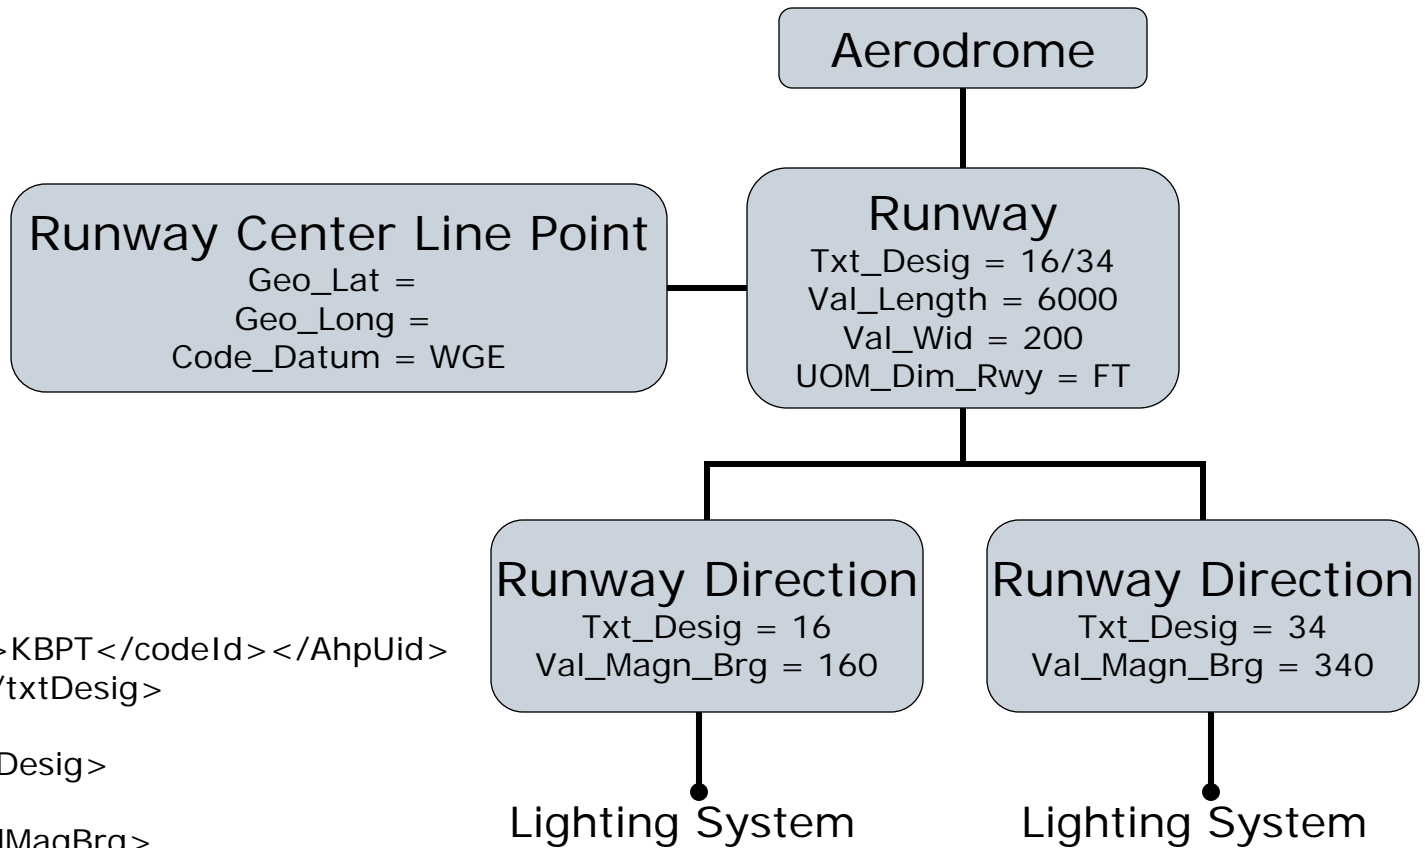 Aerodrome
Runway Center Line Point
Geo_Lat =
Geo_Long =
Code_Datum = WGE
Runway
Txt_Desig = 16/34
Val_Length = 6000
Val_Wid = 200
UOM_Dim_Rwy = FT
Runway Direction
Txt_Desig = 16
Val_Magn_Brg = 160
Runway Direction
Txt_Desig = 34
Val_Magn_Brg = 340
>KBPT</codeId></AhpUid>
/txtDesig>
Desig>
lMagBrg>
Lighting System
Lighting System